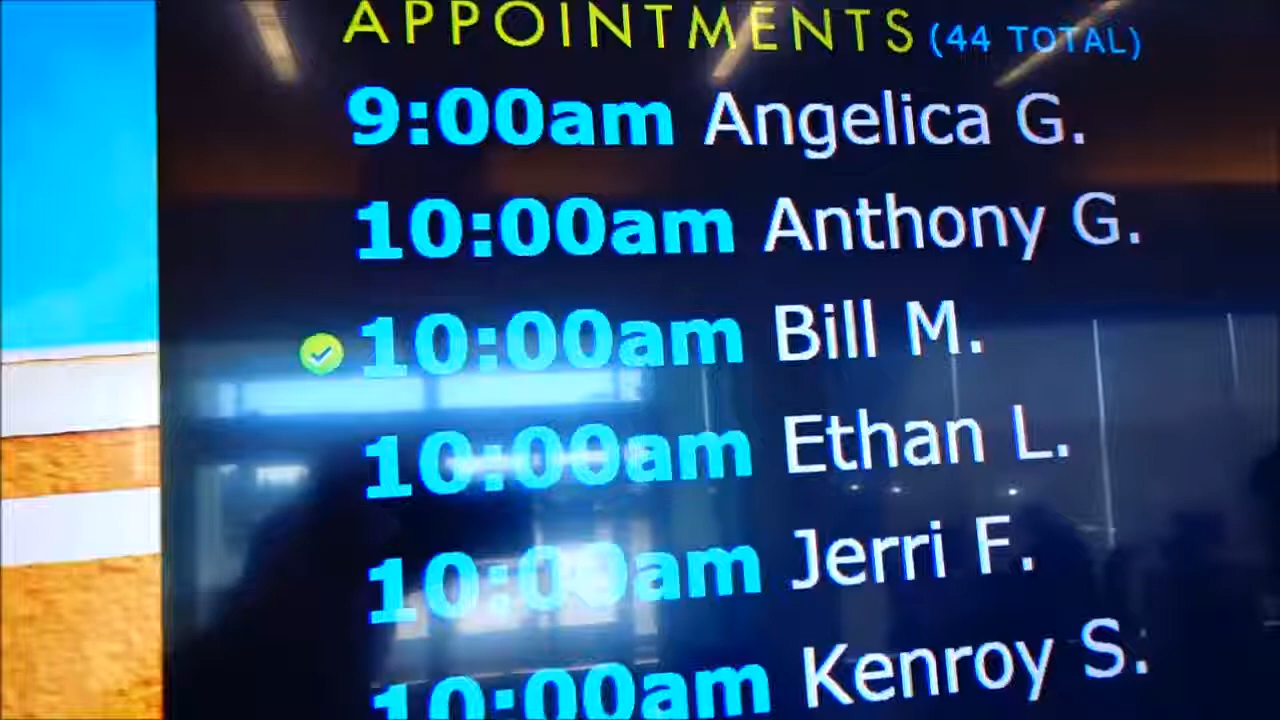 APPOINTMENTS (44 TOTAL)
9:00am Angelica G.
10:00am Anthony G.
10:00am Bill M.
10:00am Ethan L.
10:00am Jerri F.
10:00am Kenroy S.